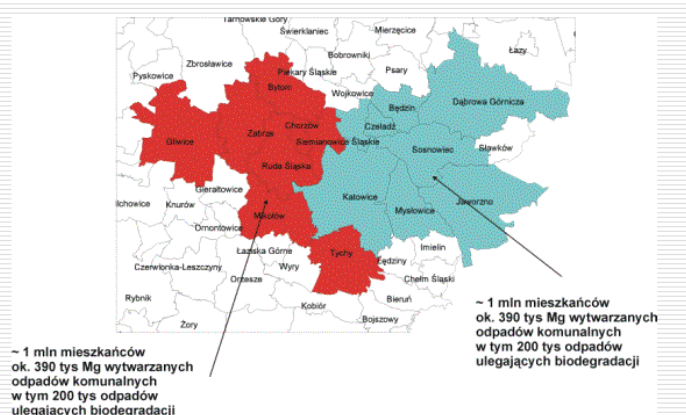 Tarnowskie Góry
Świerklaniec
Mierzęcice
Bobrowniki
Łazy
Zbrosławice
Psary
Pyskowice
Piekary Śląskie
Bytom
Wojkowice
Będzin
Dąbrowa Górnicza
Chorzów
Czeladź
Zabrze
Gliwice
Siemianowice Śląskie
Sosnowiec
Sławków
Ruda Śląska
Gierałtowice
Katowice
Jaworzno
Knurów
Mikołów
Mysłowice
Ornontowice
Imielin
Łaziska Górne
Tychy
Lędziny
Czerwionka-Leszczyny
Wyry
Orzesze
Chełm Śląski
Rybnik
Kobiór
Bieruń
Bojszowy
Żory
~ 1 mln mieszkańców
ok. 390 tys Mg wytwarzanych
odpadów komunalnych
w tym 200 tys odpadów
ulegających biodegradacji
~ 1 mln mieszkańców
ok. 390 tys Mg wytwarzanych
odpadów komunalnych
w tym 200 tys odpadów
ulegających biodegradacji